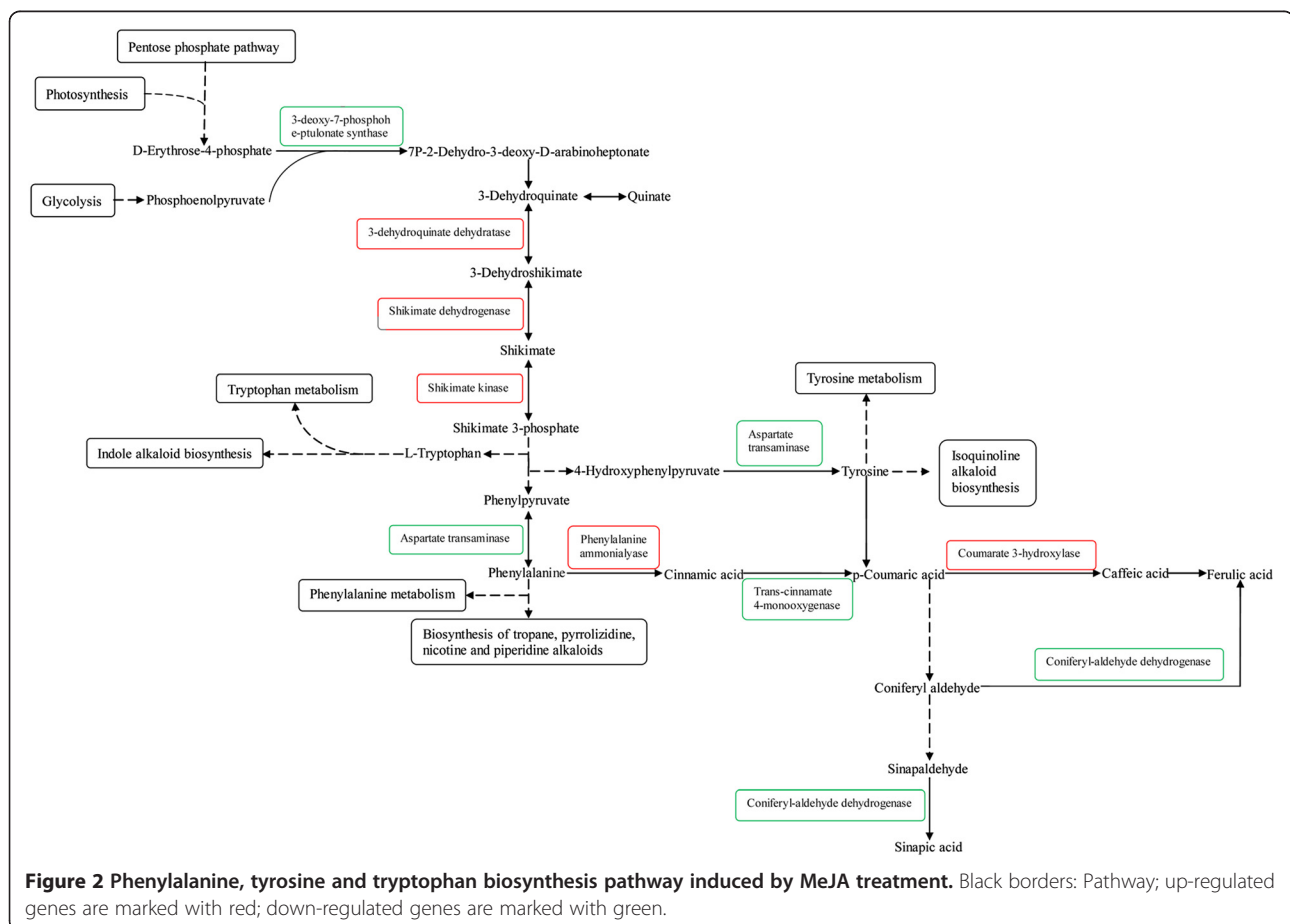 Pentose phosphate pathway
Photosynthesis
3-deoxy-7-phosphoh
e-ptulonate synthase
D-Erythrose-4-phosphate
7P-2-Dehydro-3-deoxy-D-arabinoheptonate
Glycolysis
Phosphoenolpyruvate
3-Dehydroquinate
Quinate
3-dehydroquinate dehydratase
3-Dehydroshikimate
Shikimate dehydrogenase
Shikimate
Tryptophan metabolism
Shikimate kinase
Tyrosine metabolism
Shikimate 3-phosphate
Indole alkaloid biosynthesis
L-Tryptophan
4-Hydroxyphenylpyruvate
Aspartate
transaminase
Tyrosine
Isoquinoline
alkaloid
biosynthesis
Phenylpyruvate
Aspartate transaminase
Phenylalanine
ammonialyase
Coumarate 3-hydroxylase
Phenylalanine
Cinnamic acid
p-Coumaric acid
Caffeic acid
Ferulic acid
Phenylalanine metabolism
Trans-cinnamate
4-monooxygenase
Biosynthesis of tropane, pyrrolizidine,
nicotine and piperidine alkaloids
Coniferyl-aldehyde dehydrogenase
Coniferyl aldehyde
Sinapaldehyde
Coniferyl-aldehyde dehydrogenase
Sinapic acid
Figure 2 Phenylalanine, tyrosine and tryptophan biosynthesis pathway induced by MeJA treatment. Black borders: Pathway; up-regulated
genes are marked with red; down-regulated genes are marked with green.